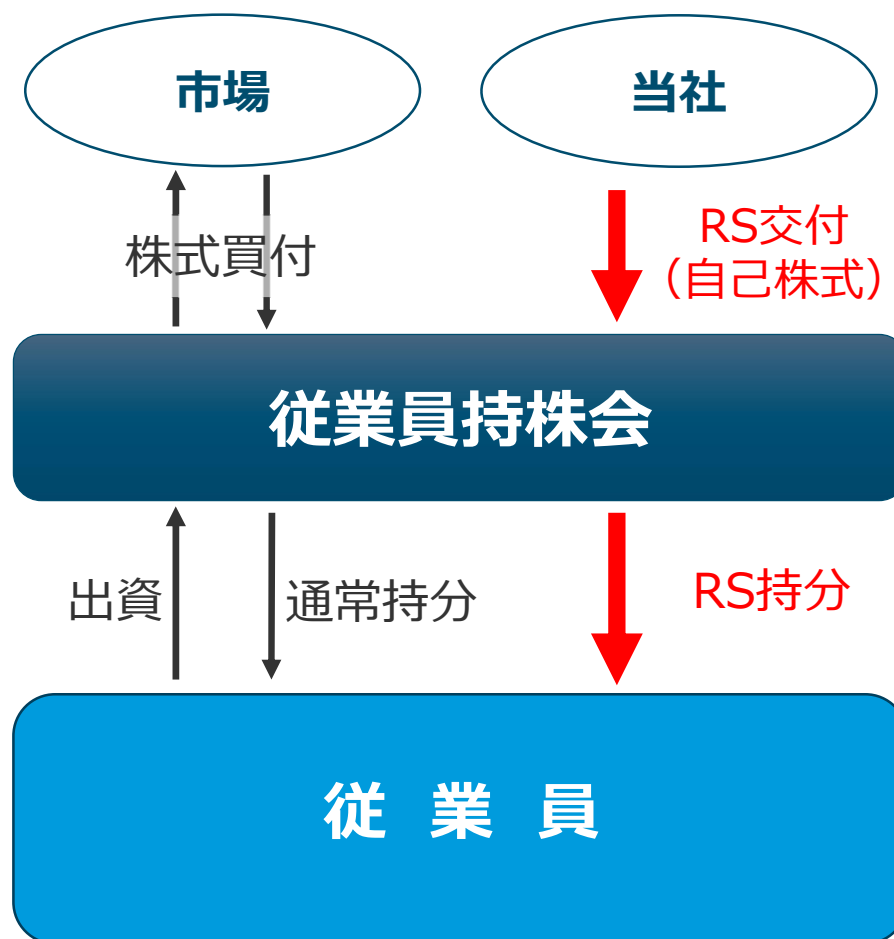 市場
当社
株式買付
RS交付
（自己株式）
従業員持株会
出資
通常持分
RS持分
従 業 員